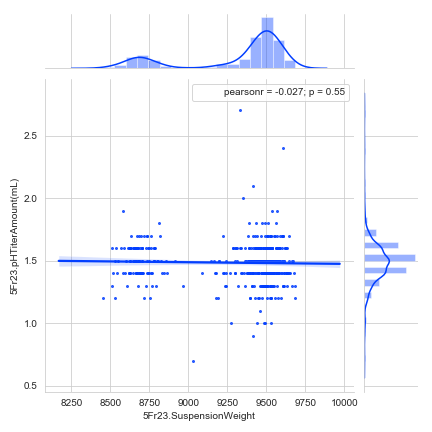 pearsonr = -0.027; p = 0.55
2.5
2.0
1.5
1.0
0.5
5Fr23.pHTiterAmount(mL)
8250 8500 8750 9000 9250 9500 9750 10000
5Fr23.SuspensionWeight